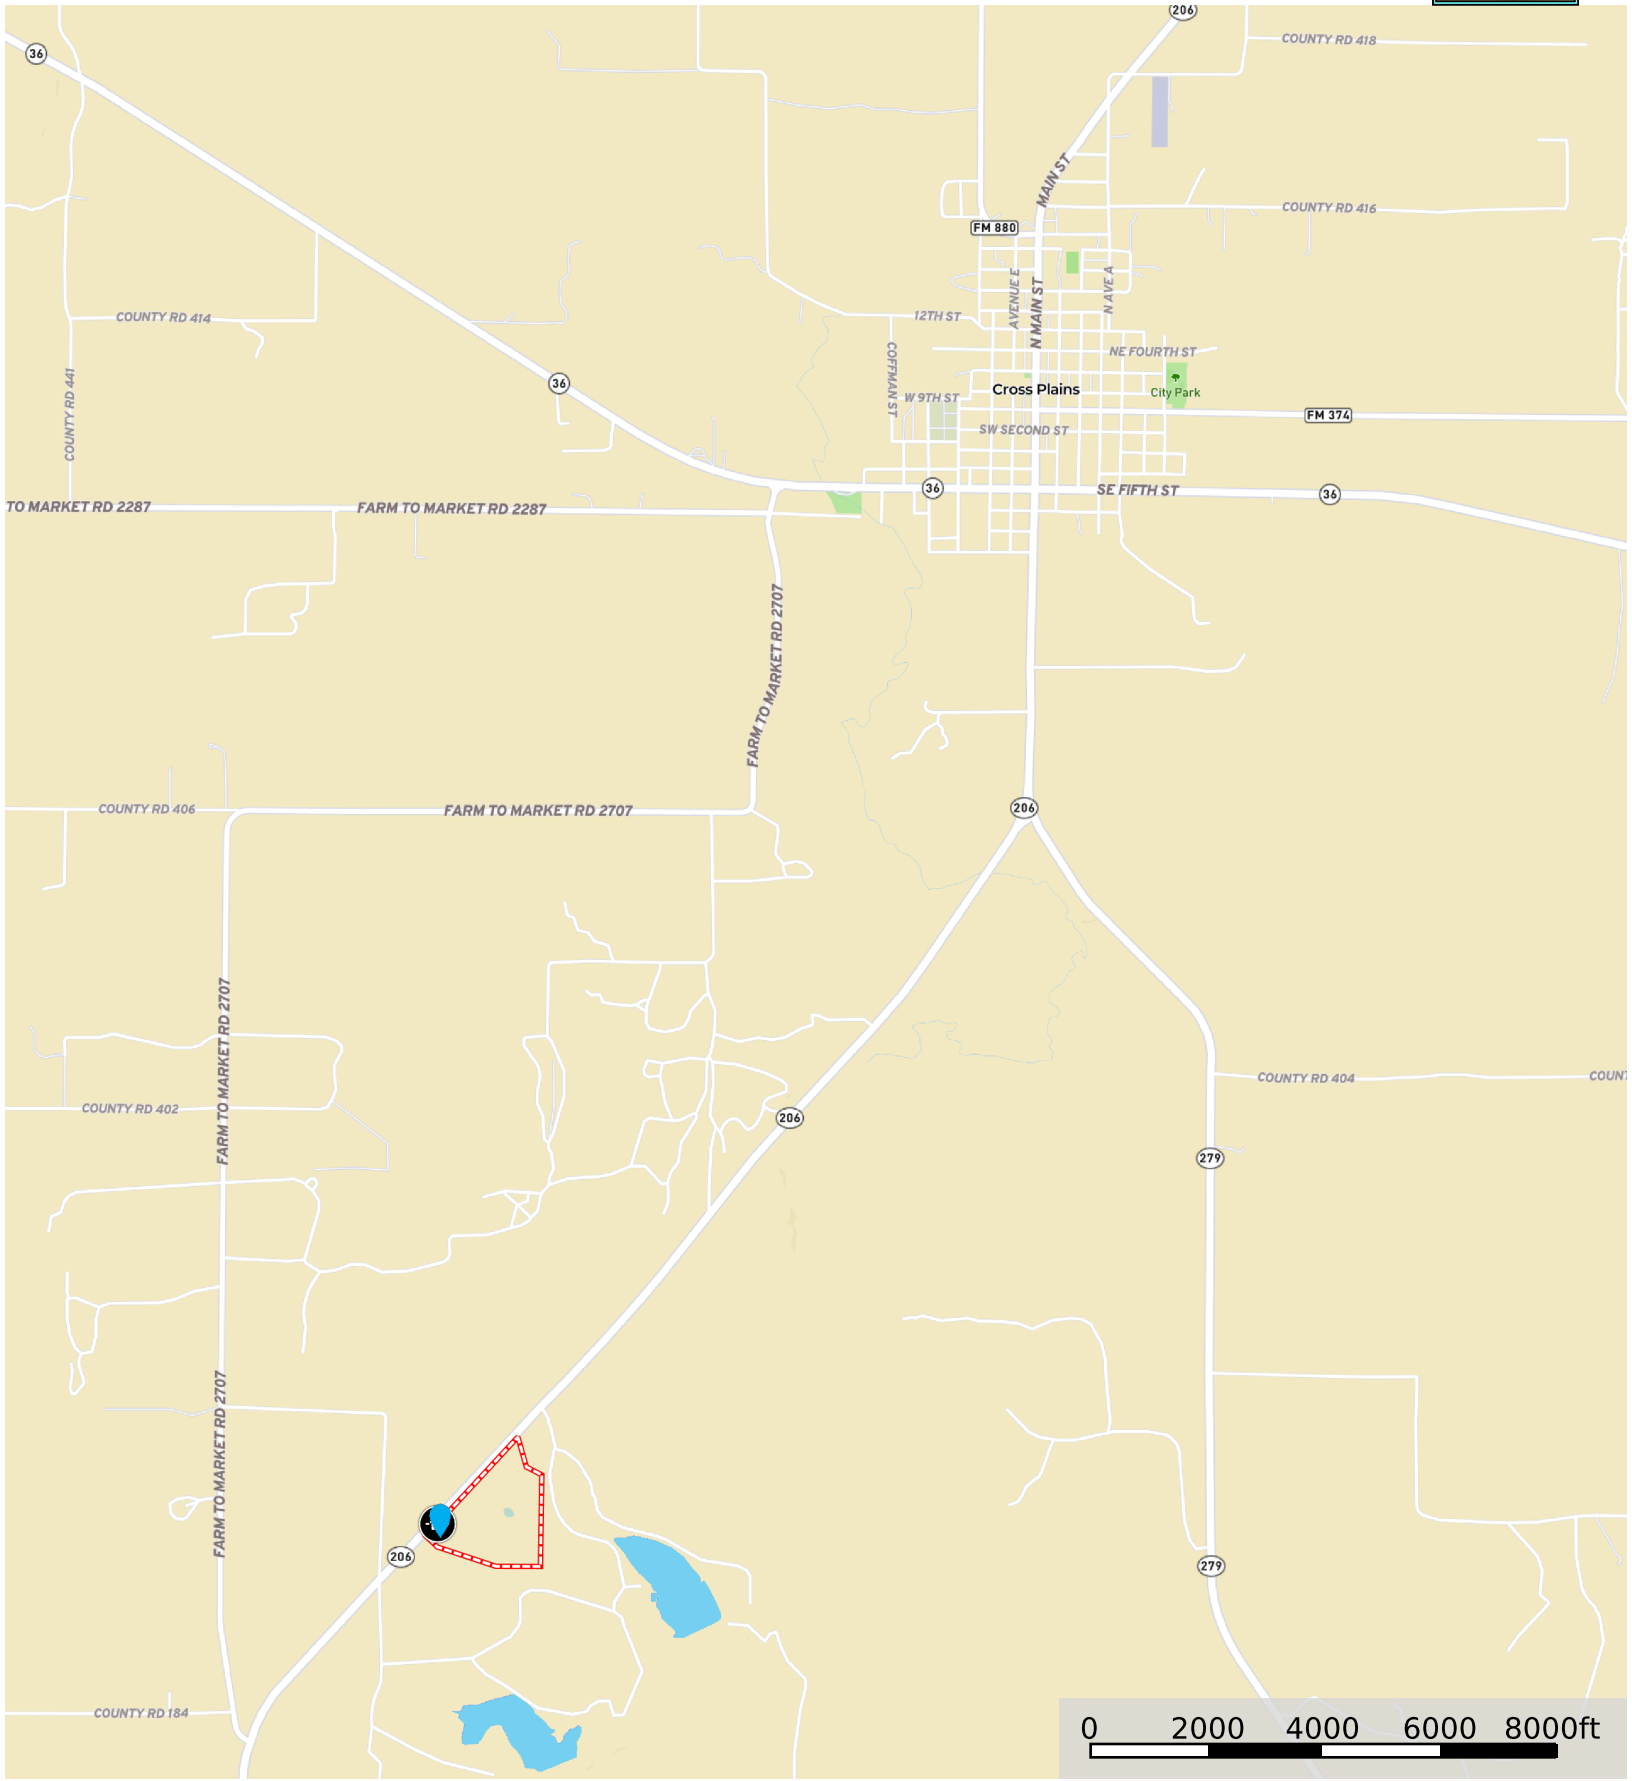 206
COUNTY RD 418
36
MAIN ST
COUNTY RD 416
FM 880
AVENUE E
N AVE A
N MAIN ST
COUNTY RD 414
12TH ST
NE FOURTH ST
COFFMAN ST
36
Cross Plains
City Park
W 9TH ST
COUNTY RD 441
FM 374
SW SECOND ST
36
SE FIFTH ST
36
TO MARKET RD 2287
FARM TO MARKET RD 2287
FARM TO MARKET RD 2707
COUNTY RD 406
FARM TO MARKET RD 2707
206
FARM TO MARKET RD 2707
COUNTY RD 404
COUNT
COUNTY RD 402
206
279
FARM TO MARKET RD 2707
206
279
COUNTY RD 184
0 2000 4000 6000 8000ft